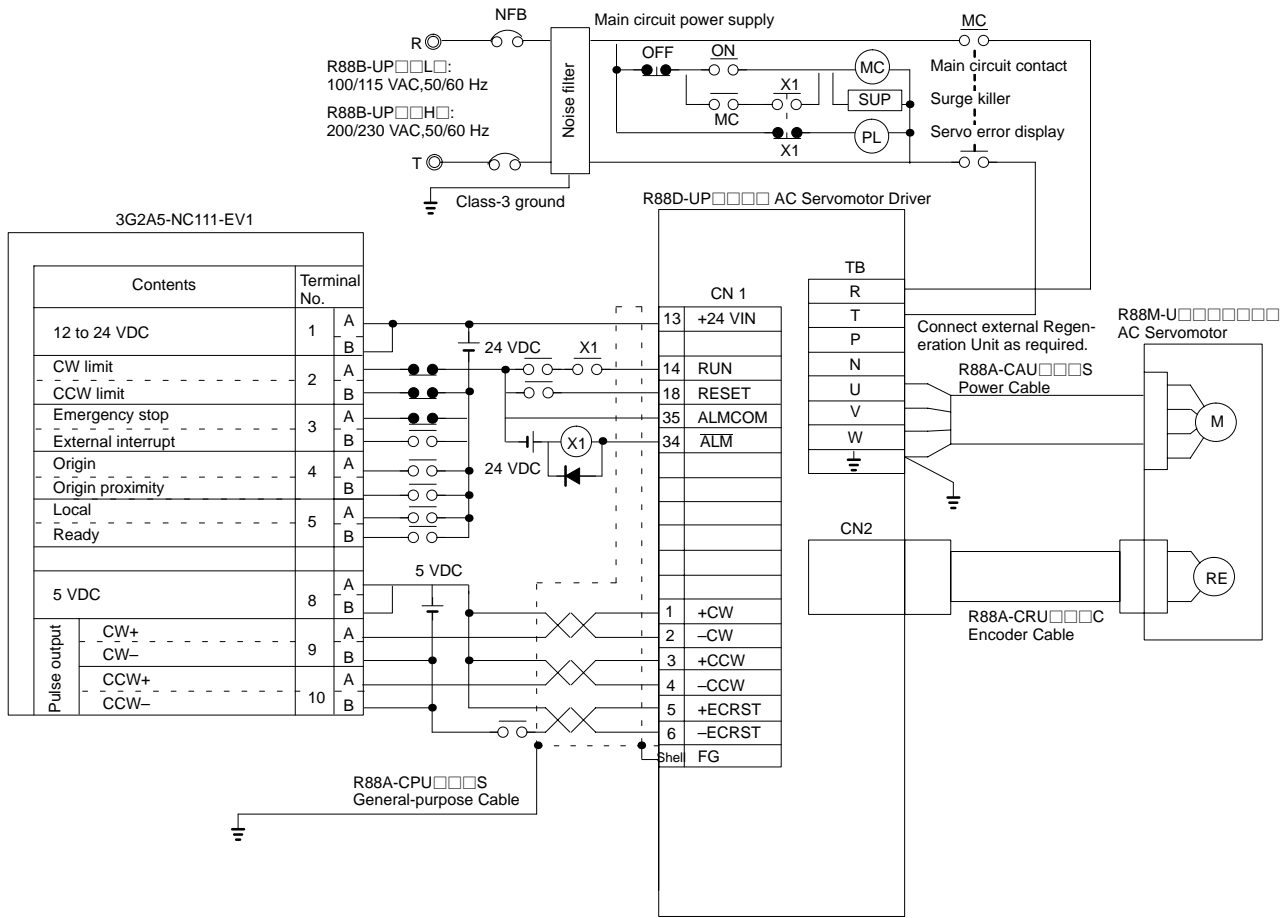 NFB
Main circuit power supply
MC
R
OFF
ON
R88B-UP□□L□:
100/115 VAC,50/60 Hz
MC
Main circuit contact
X1
SUP
Surge killer
R88B-UP□□H□:
200/230 VAC,50/60 Hz
Noise filter
MC
Servo error display
PL
X1
T
Class-3 ground
R88D-UP□□□□ AC Servomotor Driver
3G2A5-NC111-EV1
Contents
Terminal
No.
12 to 24 VDC
1
A
B
CW limit
2
A
CCW limit
B
Emergency stop
3
A
External interrupt
B
Origin
4
A
Origin proximity
B
Local
5
A
Ready
B
5 VDC
8
A
B
Pulse output
CW+
9
A
CW–
B
CCW+
10
A
CCW–
B
24 VDC
X1
X1
24 VDC
5 VDC
CN 1
13 +24 VIN
14 RUN
18 RESET
35 ALMCOM
34 ALM
1 +CW
2 –CW
3 +CCW
4 –CCW
5 +ECRST
6 –ECRST
Shell FG
TB
R
T
P
N
U
V
W
CN2
Connect external Regen-
eration Unit as required.
R88A-CAU□□□S
Power Cable
R88M-U□□□□□□□
AC Servomotor
M
RE
R88A-CRU□□□C
Encoder Cable
R88A-CPU□□□S
General-purpose Cable